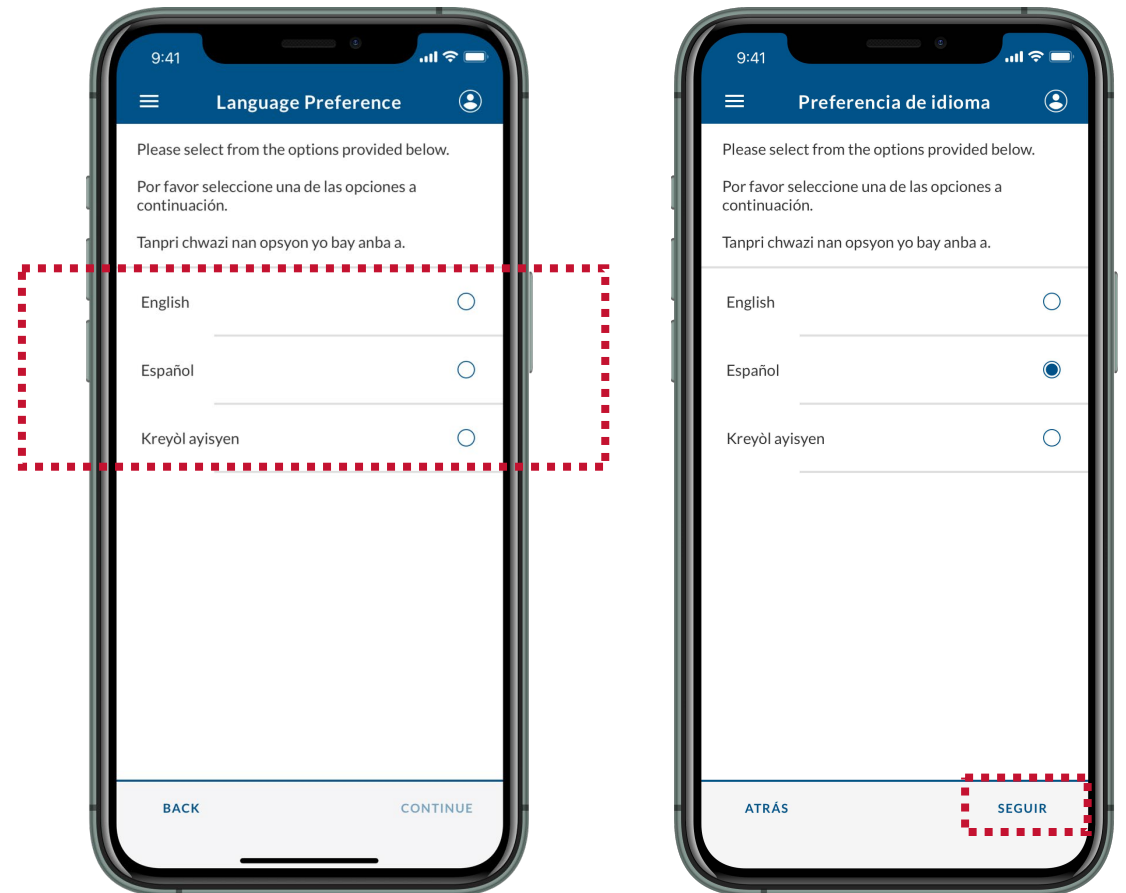 9:41
Language Preference
Please select from the options provided below.
Por favor seleccione una de las opciones a
continuación.
Tanpri chwazi nan opsyon yo bay anba a.
English
Español
Kreyòl ayisyen
BACK
CONTINUE
9:41
Preferencia de idioma
Please select from the options provided below.
Por favor seleccione una de las opciones a
continuación.
Tanpri chwazi nan opsyon yo bay anba a.
English
Español
Kreyòl ayisyen
ATRÁS
SEGUIR